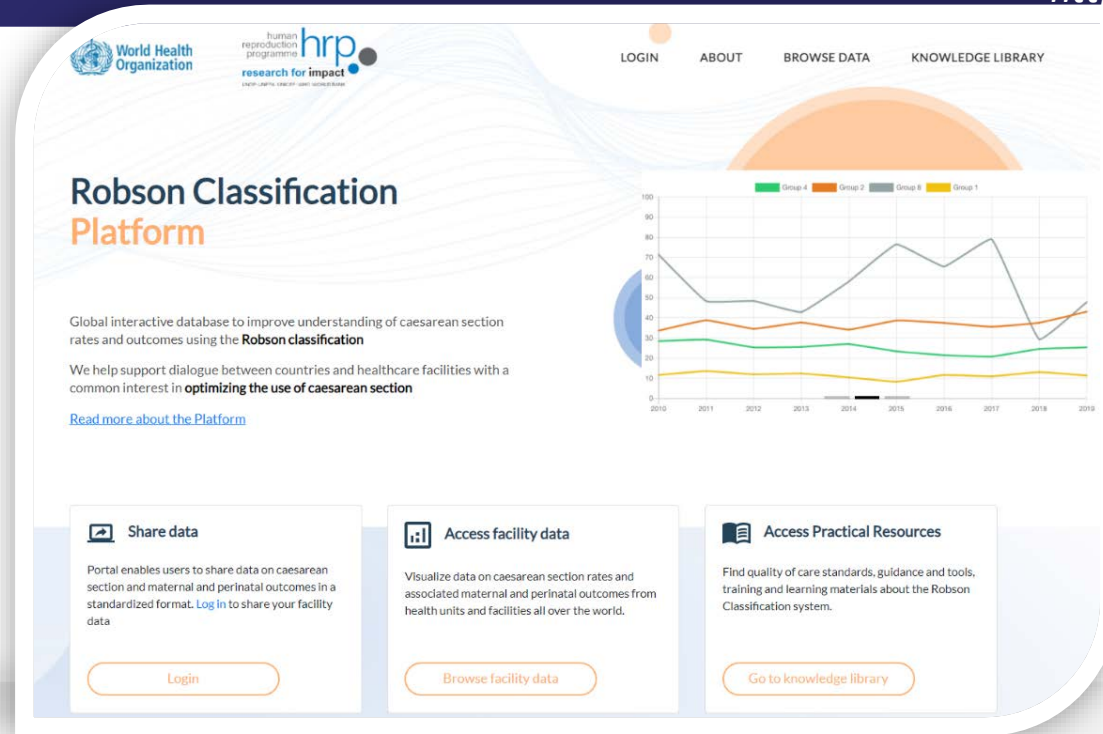 World Health
Organization
human
reproduction
programme
hrp
research for impact
LOGIN
ABOUT
BROWSE DATA
KNOWLEDGE LIBRARY
Robson Classification
Platform
Global interactive database to improve understanding of caesarean section
rates and outcomes using the Robson classification
We help support dialogue between countries and healthcare facilities with a
common interest in optimizing the use of caesarean section
Read more about the Platform
Group 4 Group 2 Group 8 Group 1
100
90
80
70
60
50
40
30
20
10
0
2010 2011 2012 2013 2014 2015 2016 2017 2018 2019
Share data
Portal enables users to share data on caesarean
section and maternal and perinatal outcomes in a
standardized format. Log in to share your facility
data
Login
Access facility data
Visualize data on caesarean section rates and
associated maternal and perinatal outcomes from
health units and facilities all over the world.
Browse facility data
Access Practical Resources
Find quality of care standards, guidance and tools,
training and learning materials about the Robson
Classification system.
Go to knowledge library